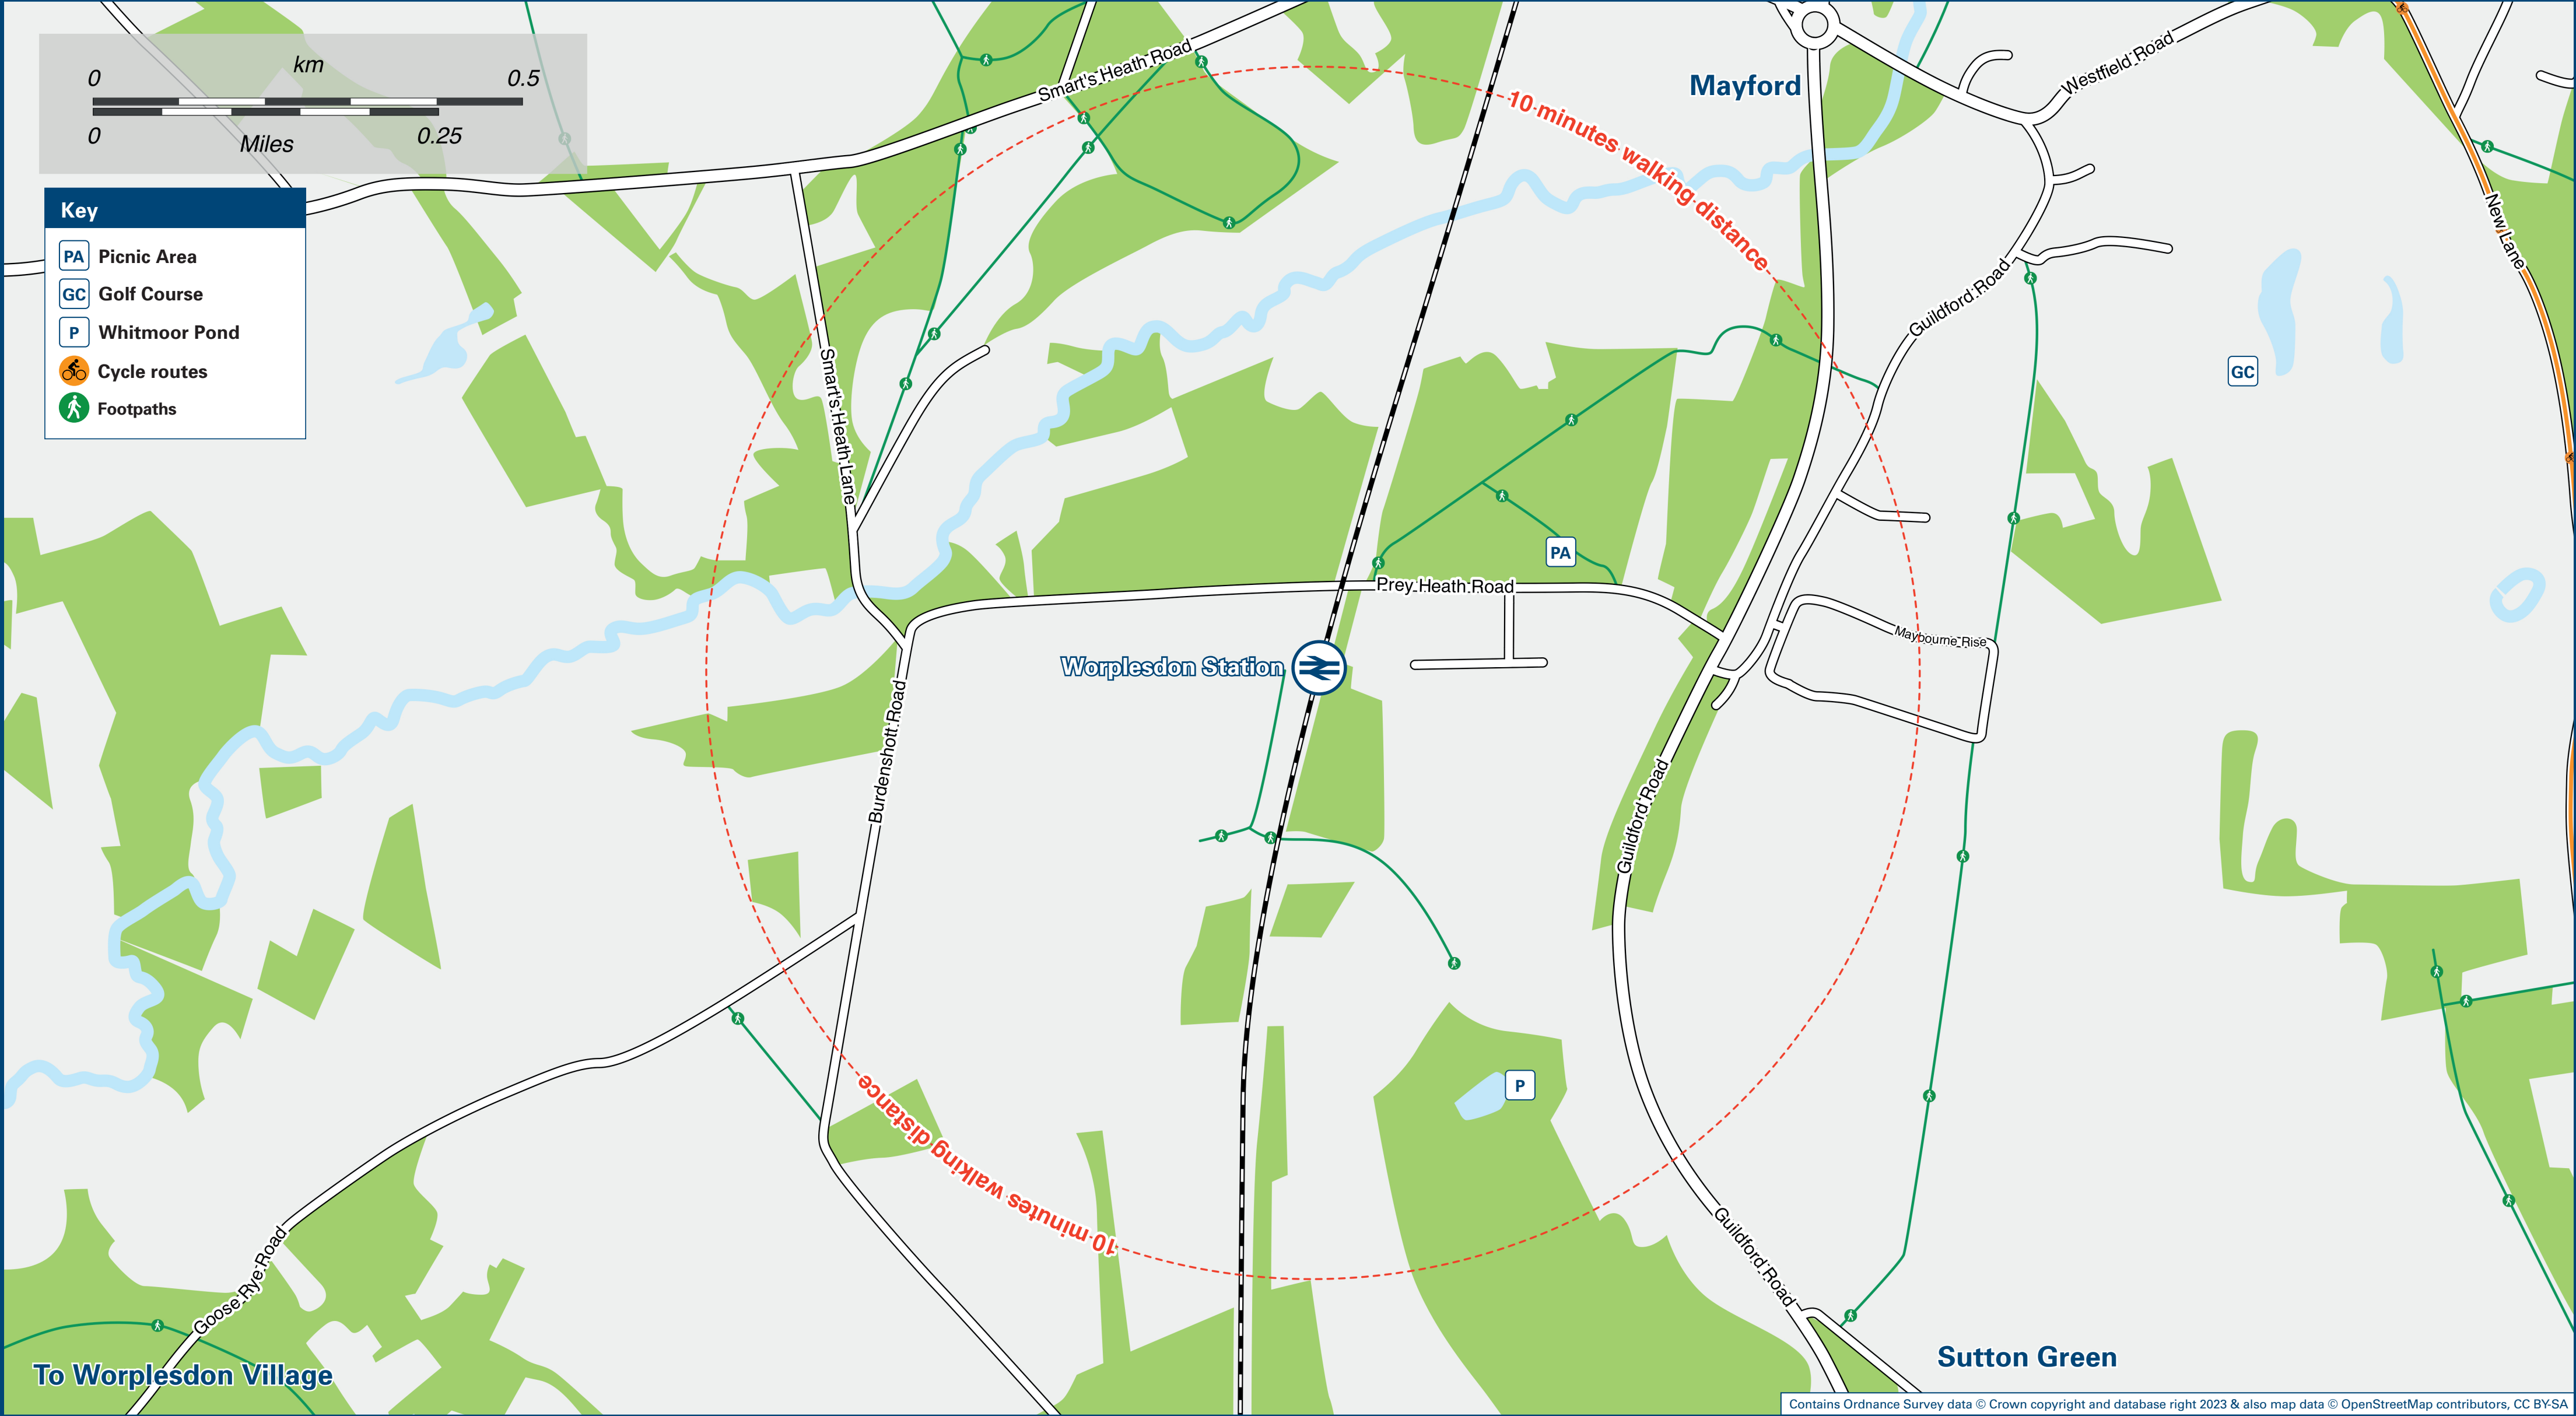 km
0 0.5
0 0.25
Miles
Key
PA Picnic Area
GC Golf Course
P Whitmoor Pond
Cycle routes
Footpaths
Smart's Heath Road
Mayford
Westfield Road
10 minutes walking distance
New Lane
Guildford Road
Smart's Heath Lane
GC
PA
Prey Heath Road
Maybourne Rise
Worplesdon Station
Burdenshott Road
Guildford Road
P
10 minutes walking distance
Guildford Road
Goose Rye Road
To Worplesdon Village
Sutton Green
Contains Ordnance Survey data © Crown copyright and database right 2023 & also map data © OpenStreetMap contributors, CC BY-SA